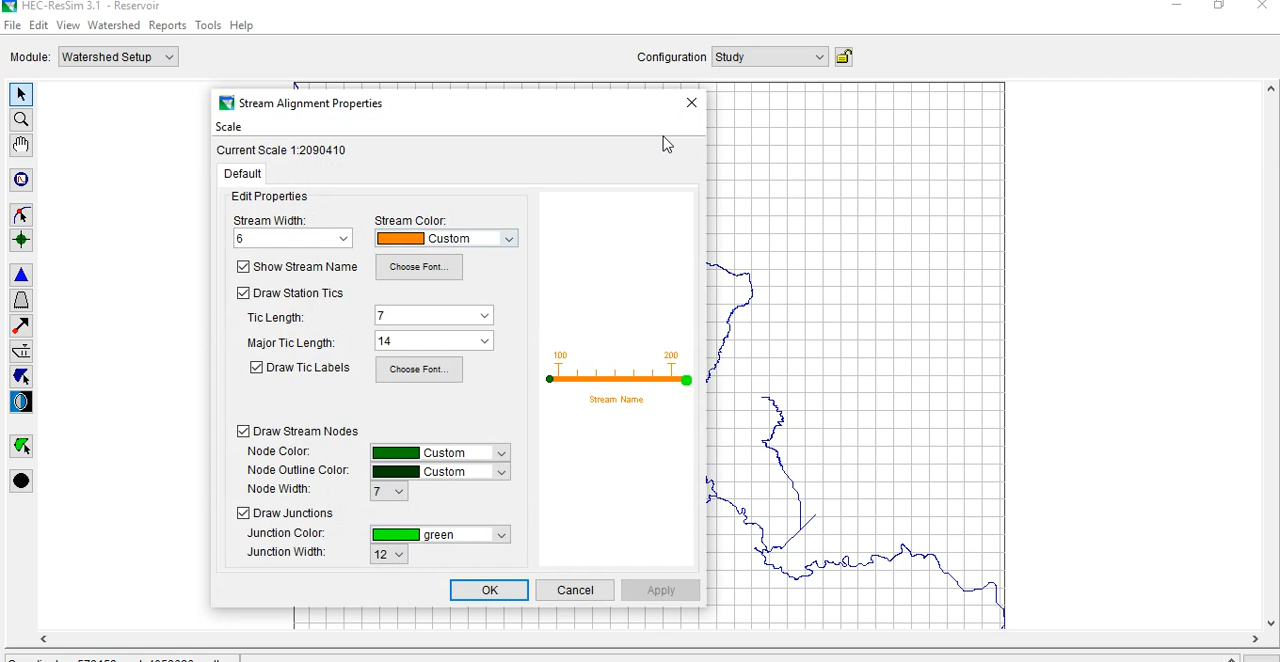 HEC-ResSim 3.1 - Reservoir
File Edit View Watershed Reports Tools Help
Module: Watershed Setup Configuration Study
Stream Alignment Properties
Scale
Current Scale 1:2090410
Default
Edit Properties
Stream Width: Stream Color:
6 Custom
Show Stream Name Choose Font...
Draw Station Tics
Tic Length: 7
Major Tic Length: 14
Draw Tic Labels Choose Font...
100 200
Stream Name
Draw Stream Nodes
Node Color: Custom
Node Outline Color: Custom
Node Width: 7
Draw Junctions
Junction Color: green
Junction Width: 12
OK Cancel Apply